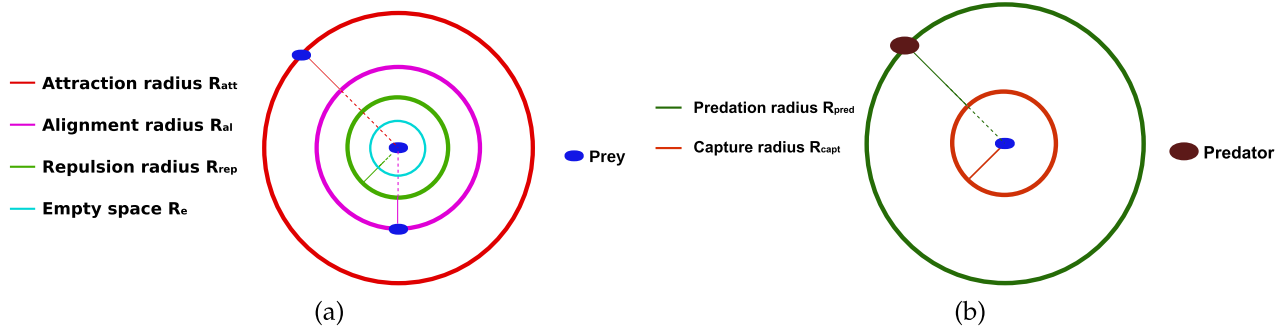 Attraction radius Ratt
Alignment radius Ral
Repulsion radius Rrep
Empty space Re
Prey
(a)
Predation radius Rpred
Capture radius Rcapt
Predator
(b)